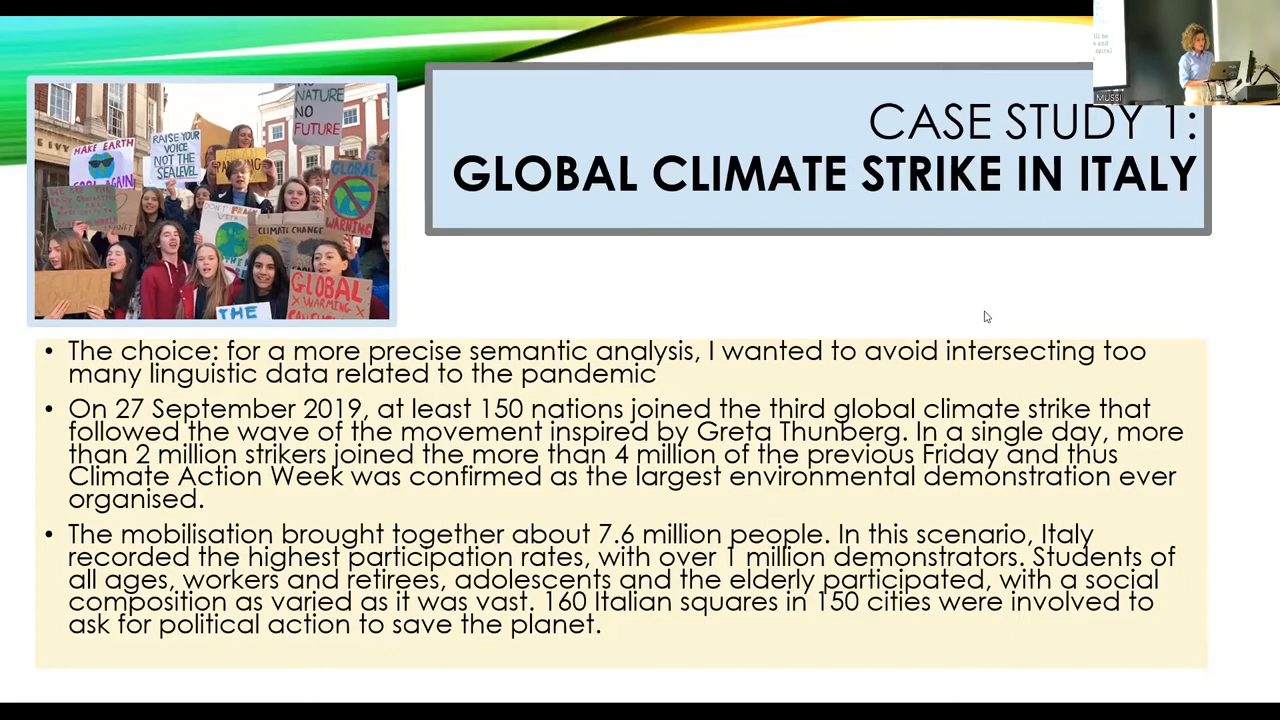 NATURE
NO
FUTURE
RAISE YOUR
VOICE
NOT THE
SEALEVEL
MAKE EARTH
COOL AGAIN
GLOBAL
WARMING
CLIMATE CHANGE
GLOBAL
X WARMING X
THE
MUSSI
CASE STUDY 1:
GLOBAL CLIMATE STRIKE IN ITALY
• The choice: for a more precise semantic analysis, I wanted to avoid intersecting too
many linguistic data related to the pandemic
• On 27 September 2019, at least 150 nations joined the third global climate strike that
followed the wave of the movement inspired by Greta Thunberg. In a single day, more
than 2 million strikers joined the more than 4 million of the previous Friday and thus
Climate Action Week was confirmed as the largest environmental demonstration ever
organised.
• The mobilisation brought together about 7.6 million people. In this scenario, Italy
recorded the highest participation rates, with over 1 million demonstrators. Students of
all ages, workers and retirees, adolescents and the elderly participated, with a social
composition as varied as it was vast. 160 Italian squares in 150 cities were involved to
ask for political action to save the planet.